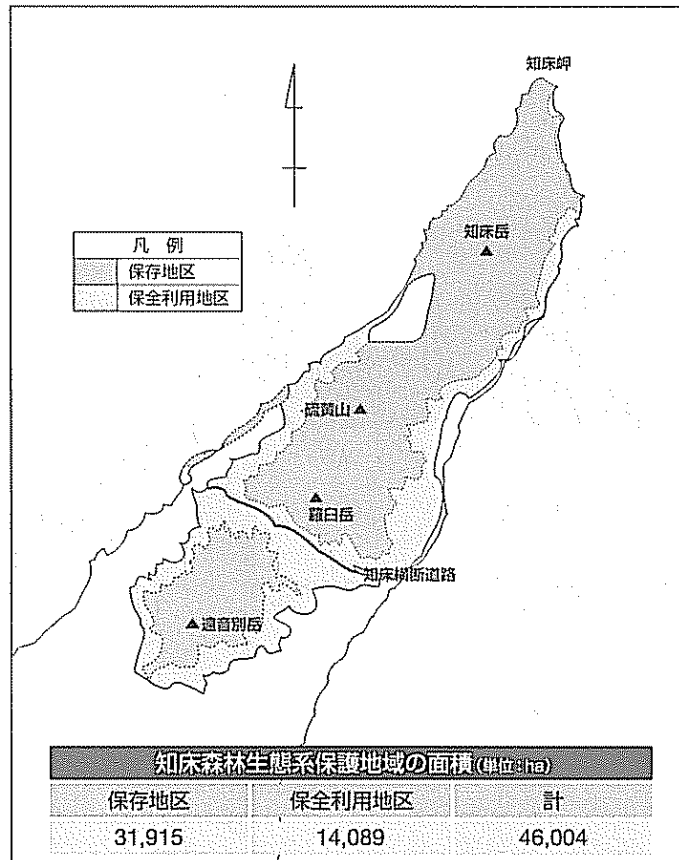 知床岬
知床岳
凡 例
保存地区
保全利用地区
硫黄山
羅臼岳
知床横断道路
遠音別岳
知床森林生態系保護地域の面積(単位:ha)
保存地区 保全利用地区 計
31,915 14,089 46,004